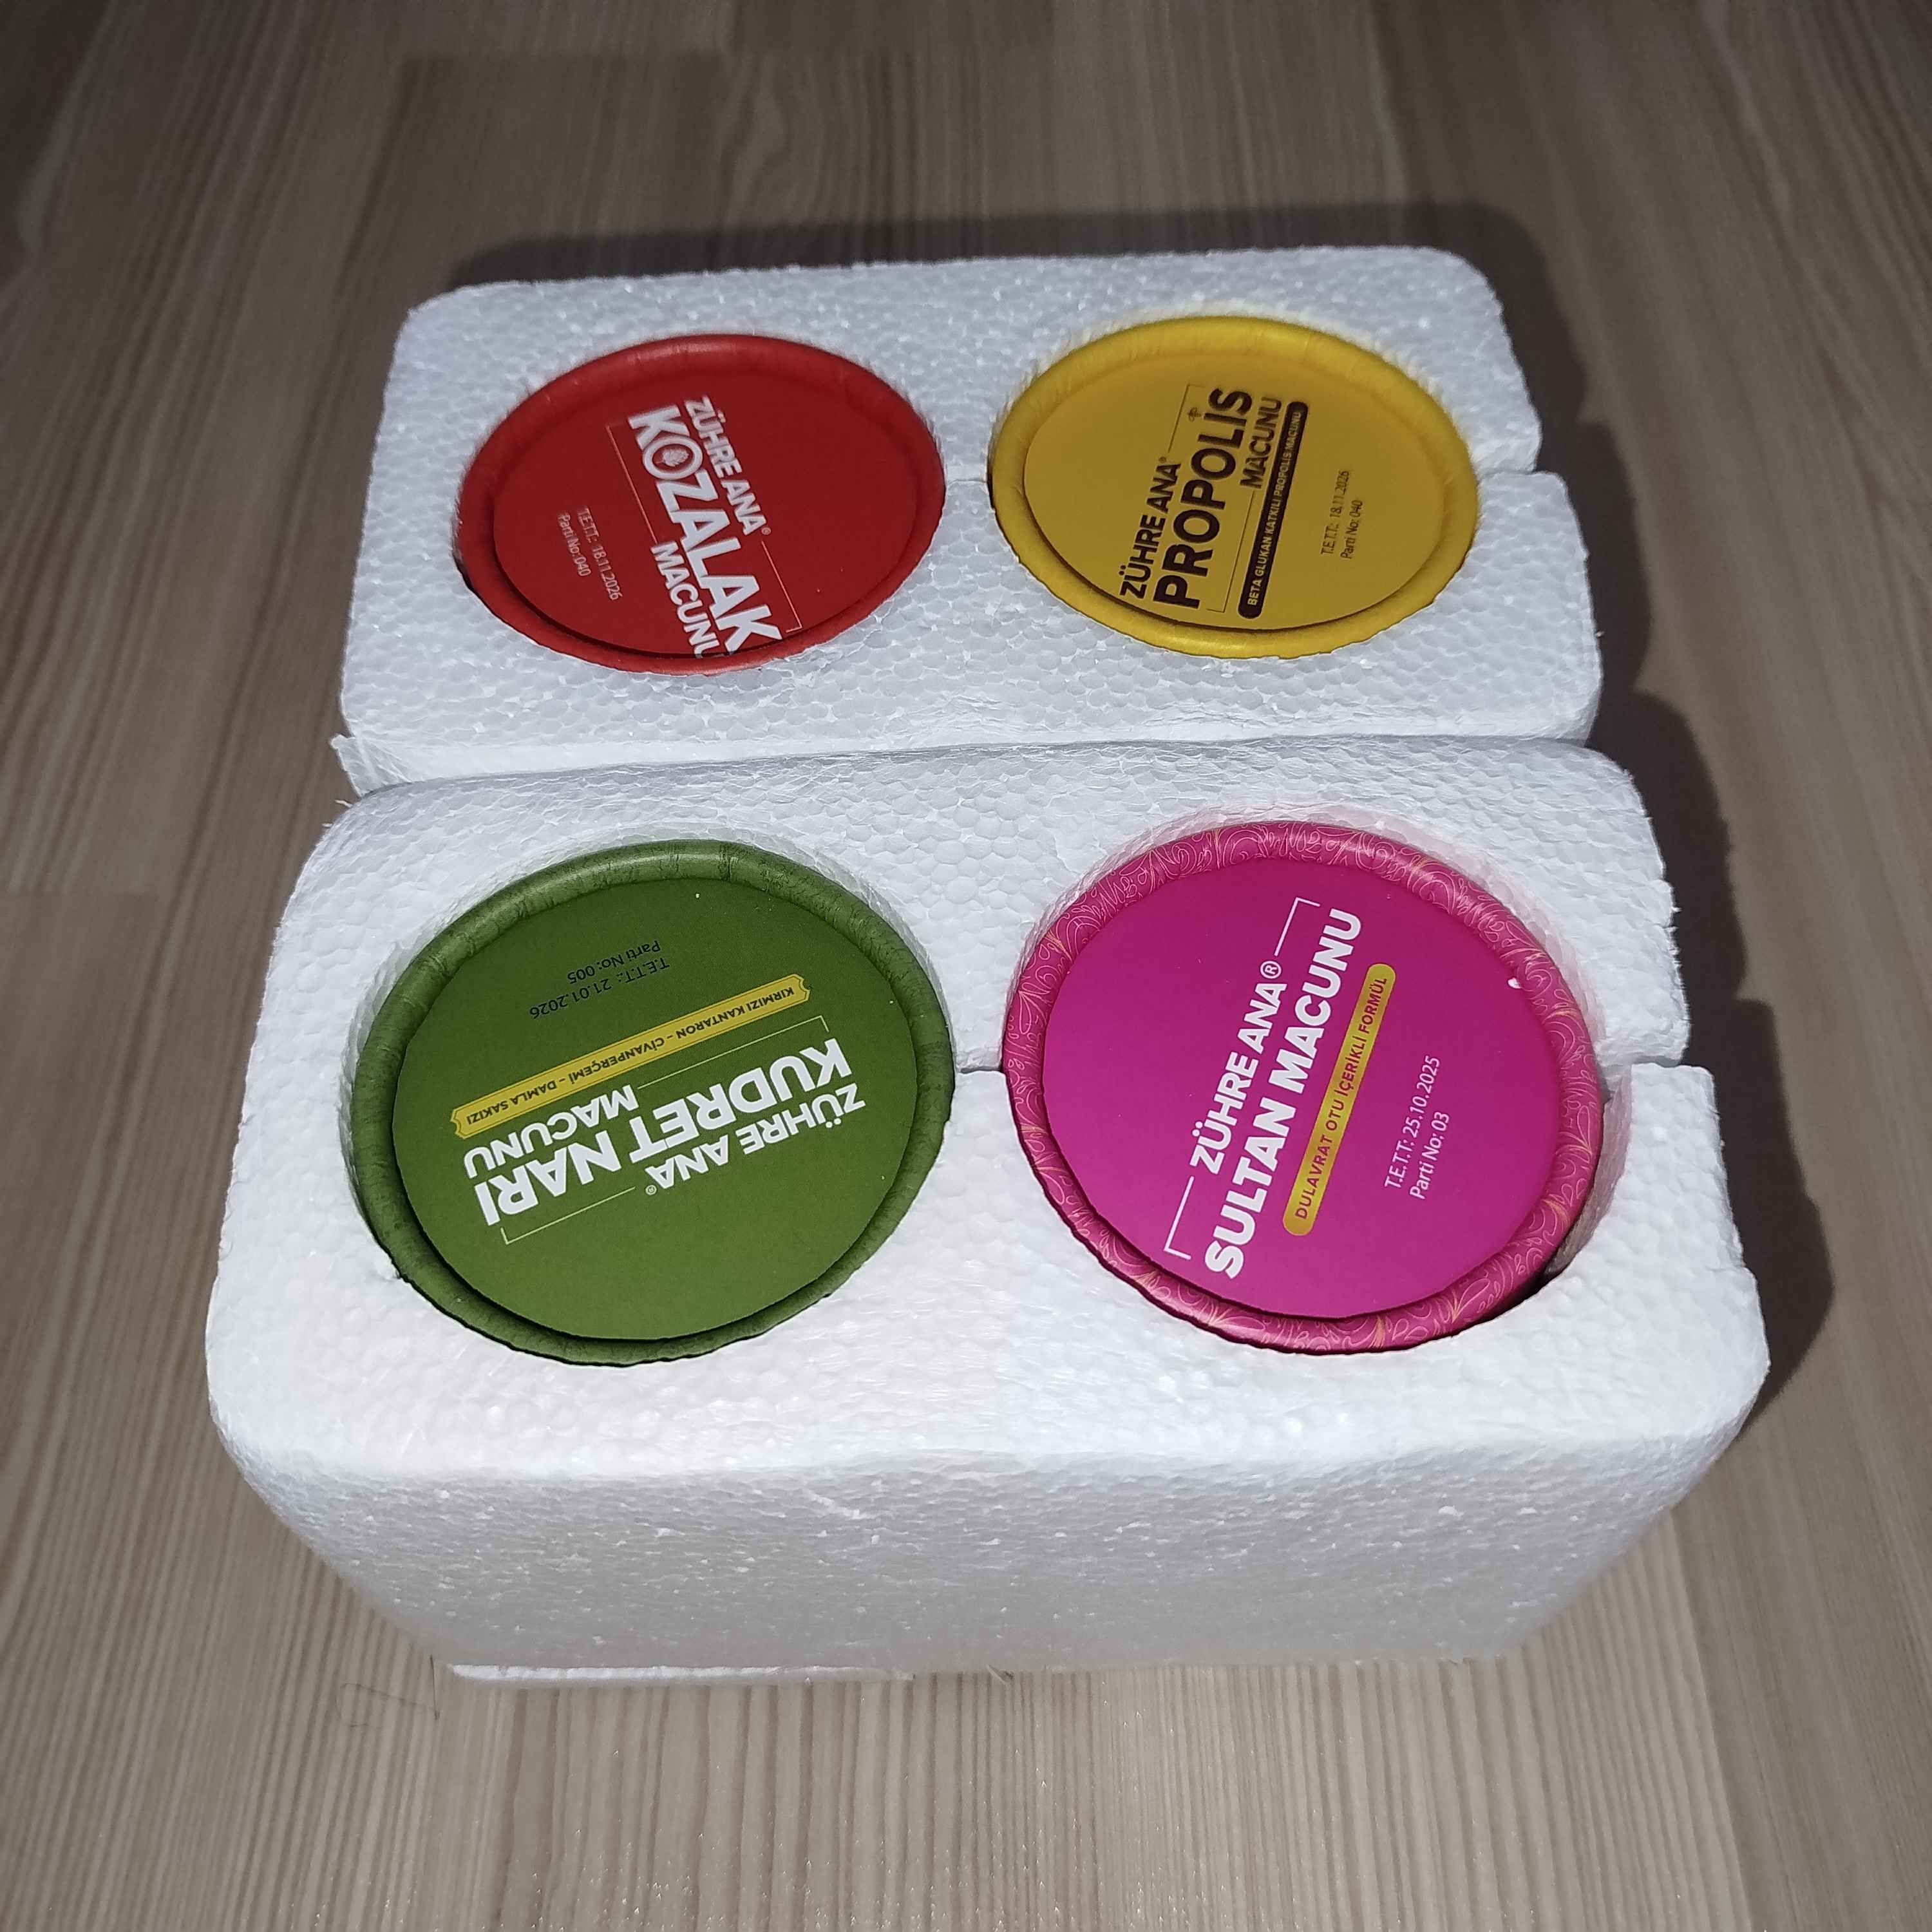 ZÜHRE ANA®
KOZALAK
MACUNU
T.E.T.T.: 18.11.2026
Parti No: 040
ZÜHRE ANA®
PROPOLIS
MACUNU
BETA GLUKAN KATKILI PROPOLIS MACUNU
T.E.T.T.: 18.11.2026
Parti No: 040
ZÜHRE ANA®
KUDRET NARI
MACUNU
KIRMIZI KANTARON - CİVANPERÇEMİ - DAMLA SAKIZI
T.E.T.T.: 21.01.2026
Parti No: 005
ZÜHRE ANA®
SULTAN MACUNU
DULAVRAT OTU İÇERİKLİ FORMÜL
T.E.T.T: 25.10.2025
Parti No: 03